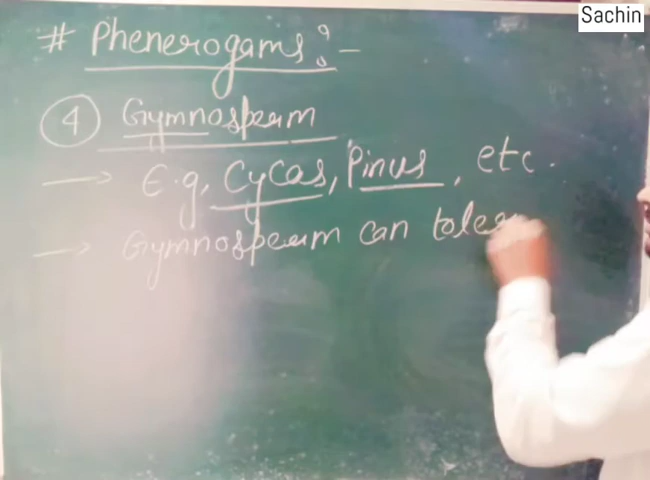 Sachin
# Phenerogams:-
④ Gymnosperm
→ E.g, Cycas, Pinus, etc.
→ Gymnosperm can